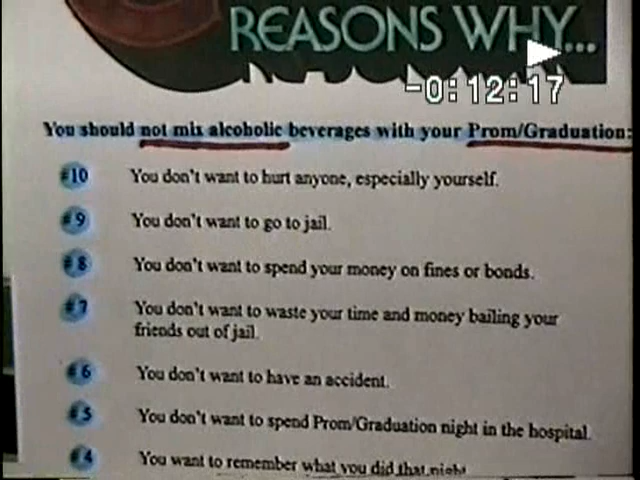 REASONS WHY...
-0:12:17
You should not mix alcoholic beverages with your Prom/Graduation:
#10 You don't want to hurt anyone, especially yourself.
#9 You don't want to go to jail.
#8 You don't want to spend your money on fines or bonds.
#7 You don't want to waste your time and money bailing your
friends out of jail.
#6 You don't want to have an accident.
#5 You don't want to spend Prom/Graduation night in the hospital.
#4 You want to remember what you did that night